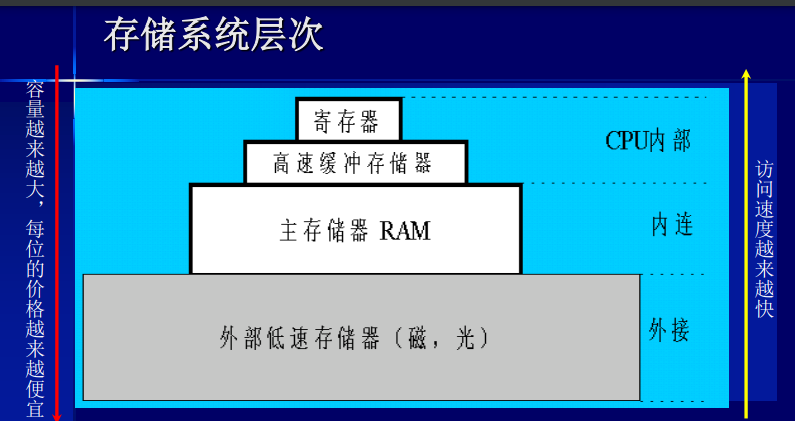 存储系统层次
容量越来越大，每位的价格越来越便宜
寄存器
高速缓冲存储器
主存储器 RAM
外部低速存储器（磁，光）
CPU内部
内连
外接
访问速度越来越快